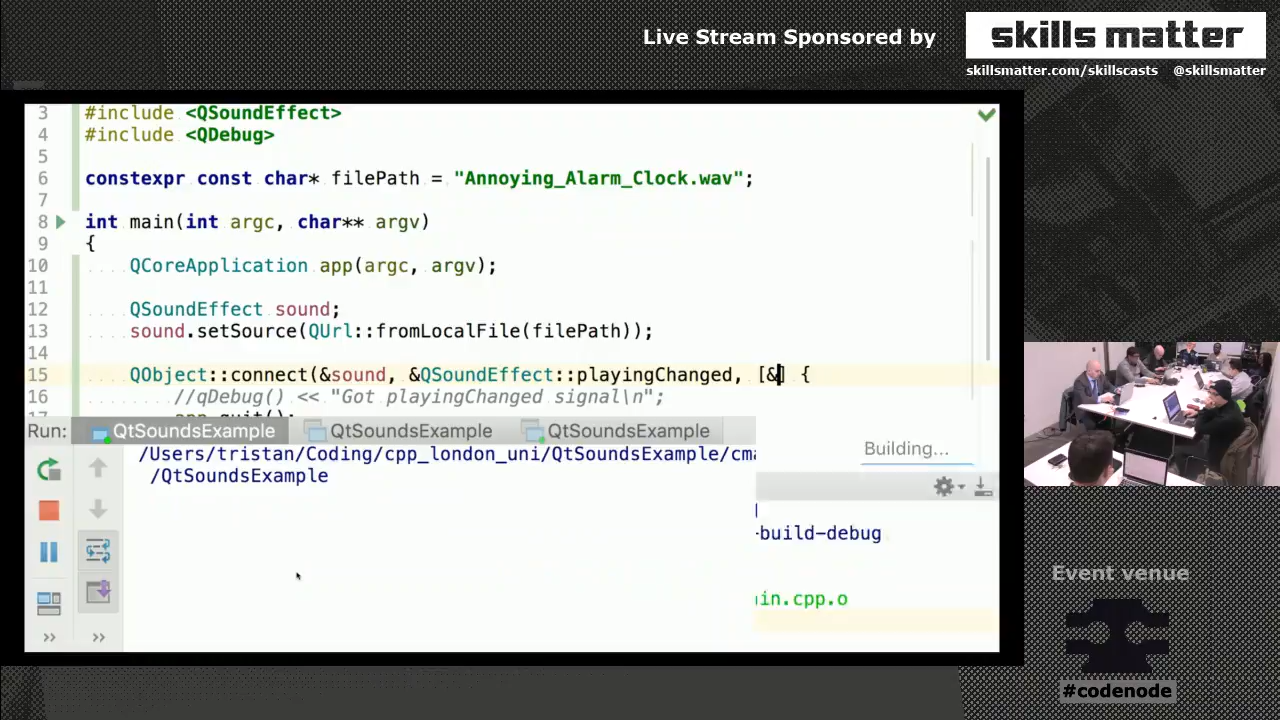 Live Stream Sponsored by
skills matter
skillsmatter.com/skillscasts @skillsmatter
3 #include <QSoundEffect>
4 #include <QDebug>
5
6 constexpr const char* filePath = "Annoying_Alarm_Clock.wav";
7
8 int main(int argc, char** argv)
9 {
10 QCoreApplication app(argc, argv);
11
12 QSoundEffect sound;
13 sound.setSource(QUrl::fromLocalFile(filePath));
14
15 QObject::connect(&sound, &QSoundEffect::playingChanged, [&] {
16 //qDebug() << "Got playingChanged signal\n";
17 app.quit();
Run: QtSoundsExample QtSoundsExample QtSoundsExample
Building...
/Users/tristan/Coding/cpp_london_uni/QtSoundsExample/cma
/QtSoundsExample
-build-debug
in.cpp.o
Event venue
#codenode